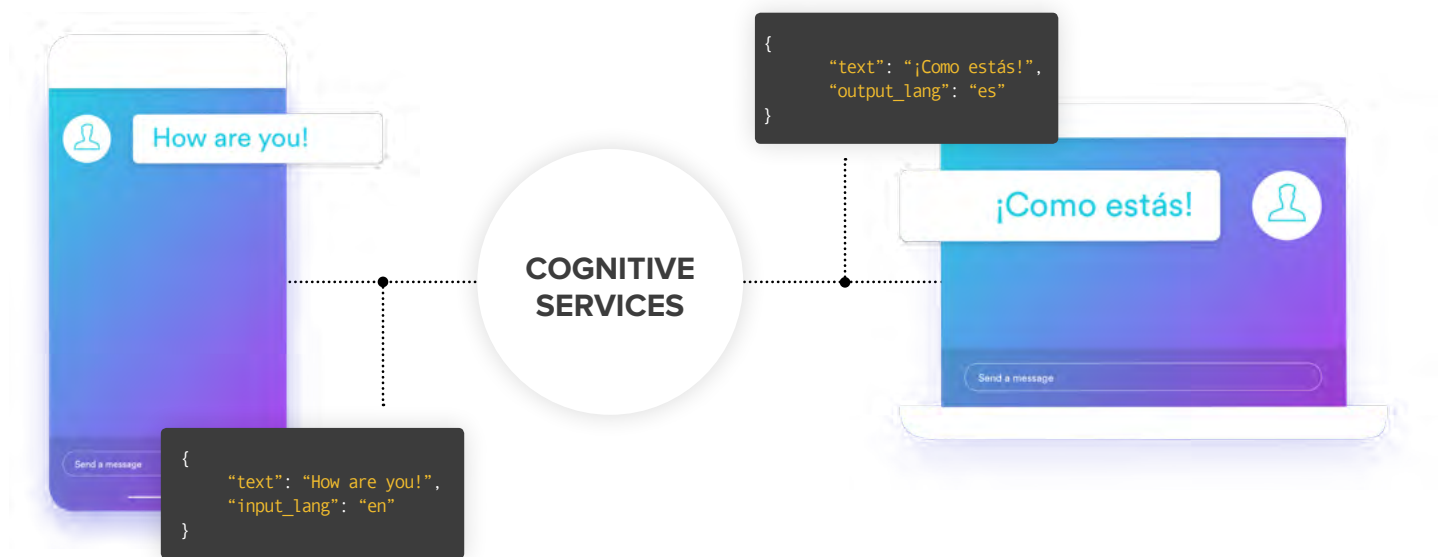 How are you!
Send a message
{
“text”: “How are you!”,
“input_lang”: “en”
}
COGNITIVE
SERVICES
{
“text”: “¡Como estás!”,
“output_lang”: “es”
}
¡Como estás!
Send a message